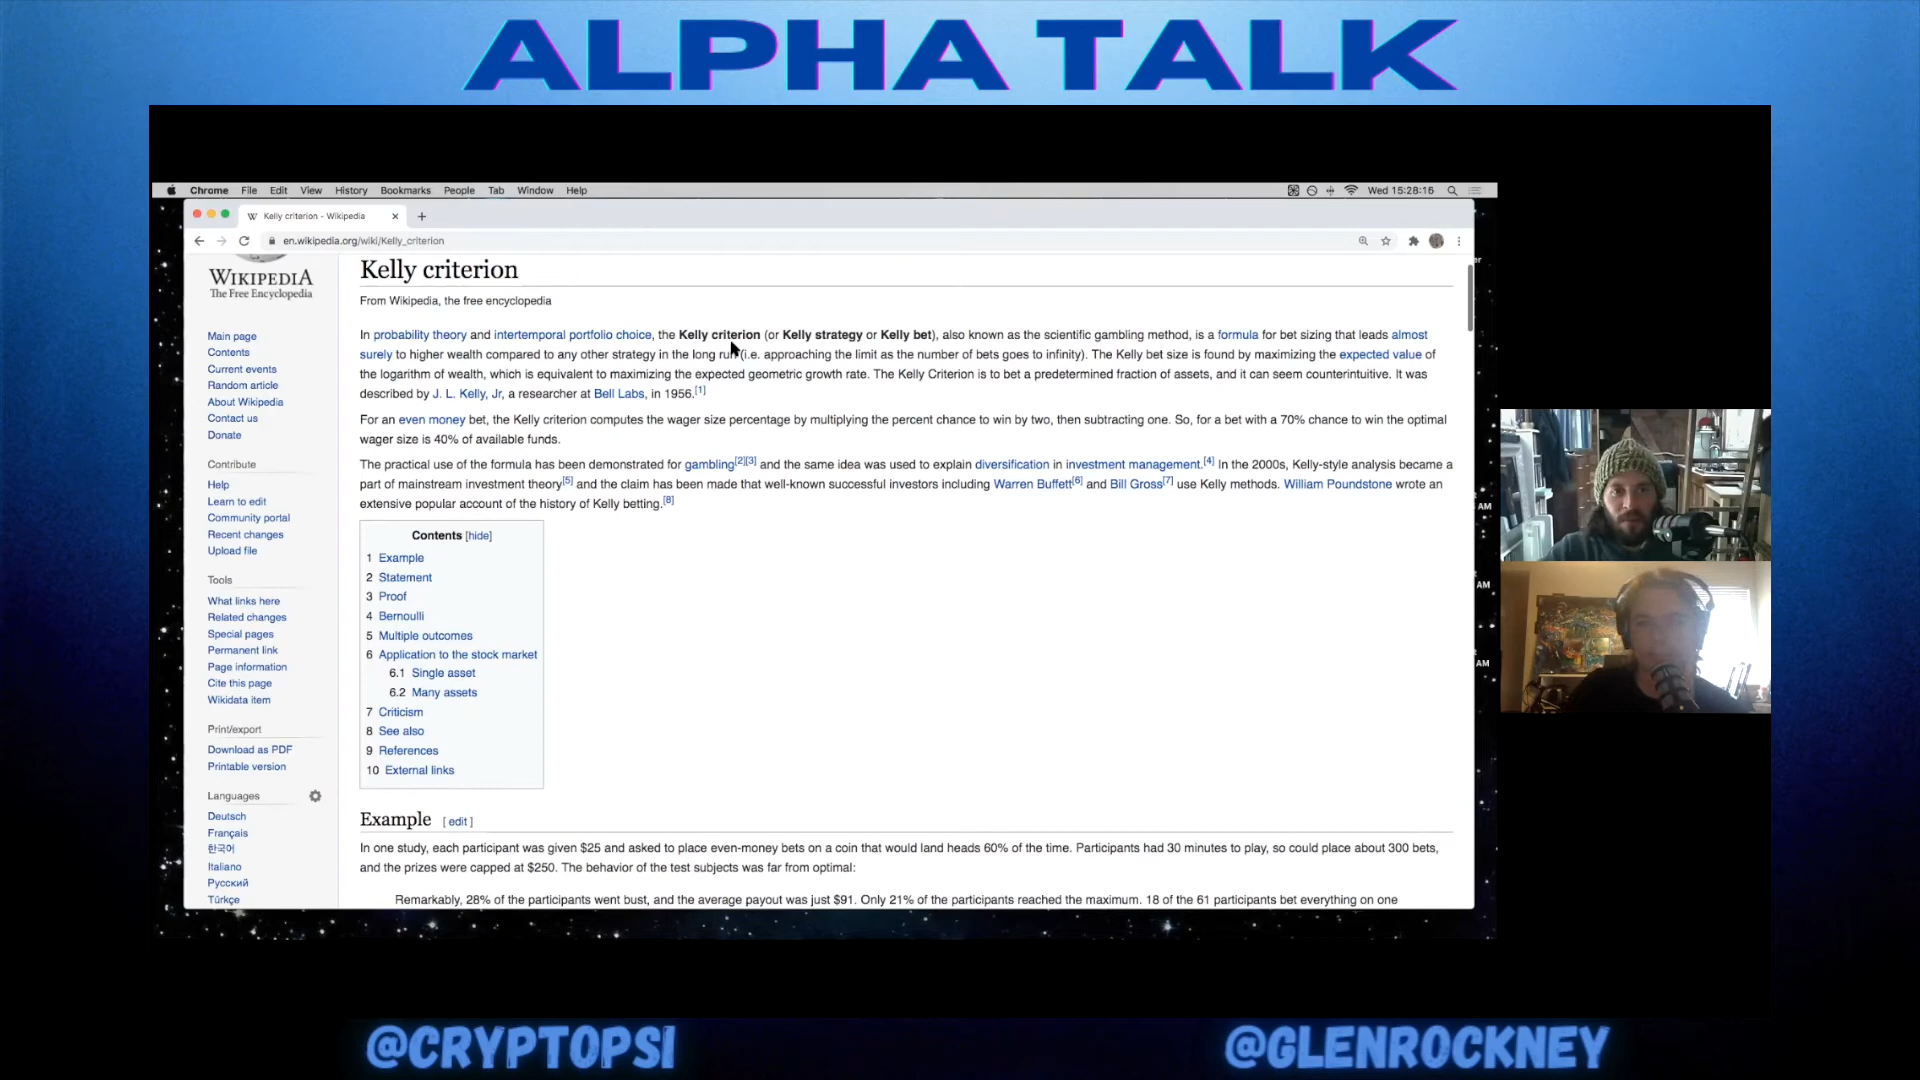 ALPHA TALK
Chrome File Edit View History Bookmarks People Tab Window Help Wed 15:28:16
Kelly criterion - Wikipedia
en.wikipedia.org/wiki/Kelly_criterion
WIKIPEDIA
The Free Encyclopedia
Main page
Contents
Current events
Random article
About Wikipedia
Contact us
Donate
Contribute
Help
Learn to edit
Community portal
Recent changes
Upload file
Tools
What links here
Related changes
Special pages
Permanent link
Page information
Cite this page
Wikidata item
Print/export
Download as PDF
Printable version
Languages
Deutsch
Français
한국어
Italiano
Русский
Türkçe
Kelly criterion
From Wikipedia, the free encyclopedia
In probability theory and intertemporal portfolio choice, the Kelly criterion (or Kelly strategy or Kelly bet), also known as the scientific gambling method, is a formula for bet sizing that leads almost
surely to higher wealth compared to any other strategy in the long run (i.e. approaching the limit as the number of bets goes to infinity). The Kelly bet size is found by maximizing the expected value of
the logarithm of wealth, which is equivalent to maximizing the expected geometric growth rate. The Kelly Criterion is to bet a predetermined fraction of assets, and it can seem counterintuitive. It was
described by J. L. Kelly, Jr, a researcher at Bell Labs, in 1956.[1]
For an even money bet, the Kelly criterion computes the wager size percentage by multiplying the percent chance to win by two, then subtracting one. So, for a bet with a 70% chance to win the optimal
wager size is 40% of available funds.
The practical use of the formula has been demonstrated for gambling[2][3] and the same idea was used to explain diversification in investment management.[4] In the 2000s, Kelly-style analysis became a
part of mainstream investment theory[5] and the claim has been made that well-known successful investors including Warren Buffett[6] and Bill Gross[7] use Kelly methods. William Poundstone wrote an
extensive popular account of the history of Kelly betting.[8]
Contents [hide]
1 Example
2 Statement
3 Proof
4 Bernoulli
5 Multiple outcomes
6 Application to the stock market
6.1 Single asset
6.2 Many assets
7 Criticism
8 See also
9 References
10 External links
Example [ edit ]
In one study, each participant was given $25 and asked to place even-money bets on a coin that would land heads 60% of the time. Participants had 30 minutes to play, so could place about 300 bets,
and the prizes were capped at $250. The behavior of the test subjects was far from optimal:
Remarkably, 28% of the participants went bust, and the average payout was just $91. Only 21% of the participants reached the maximum. 18 of the 61 participants bet everything on one
AM
AM
AM
@CRYPTOPSI
@GLENROCKNEY